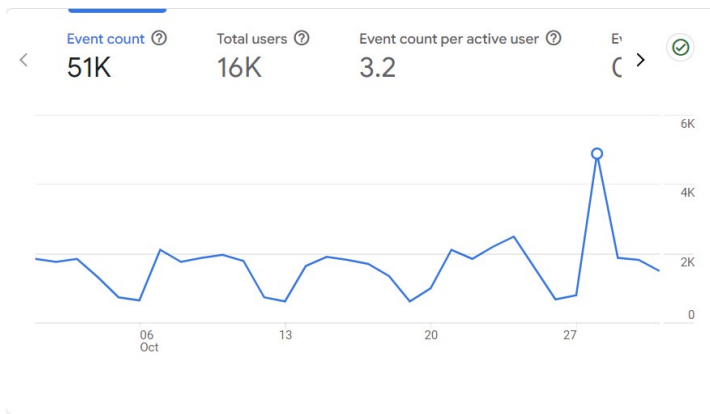 Event count Total users Event count per active user
51K 16K 3.2
6K
4K
2K
0
06 13 20 27
Oct